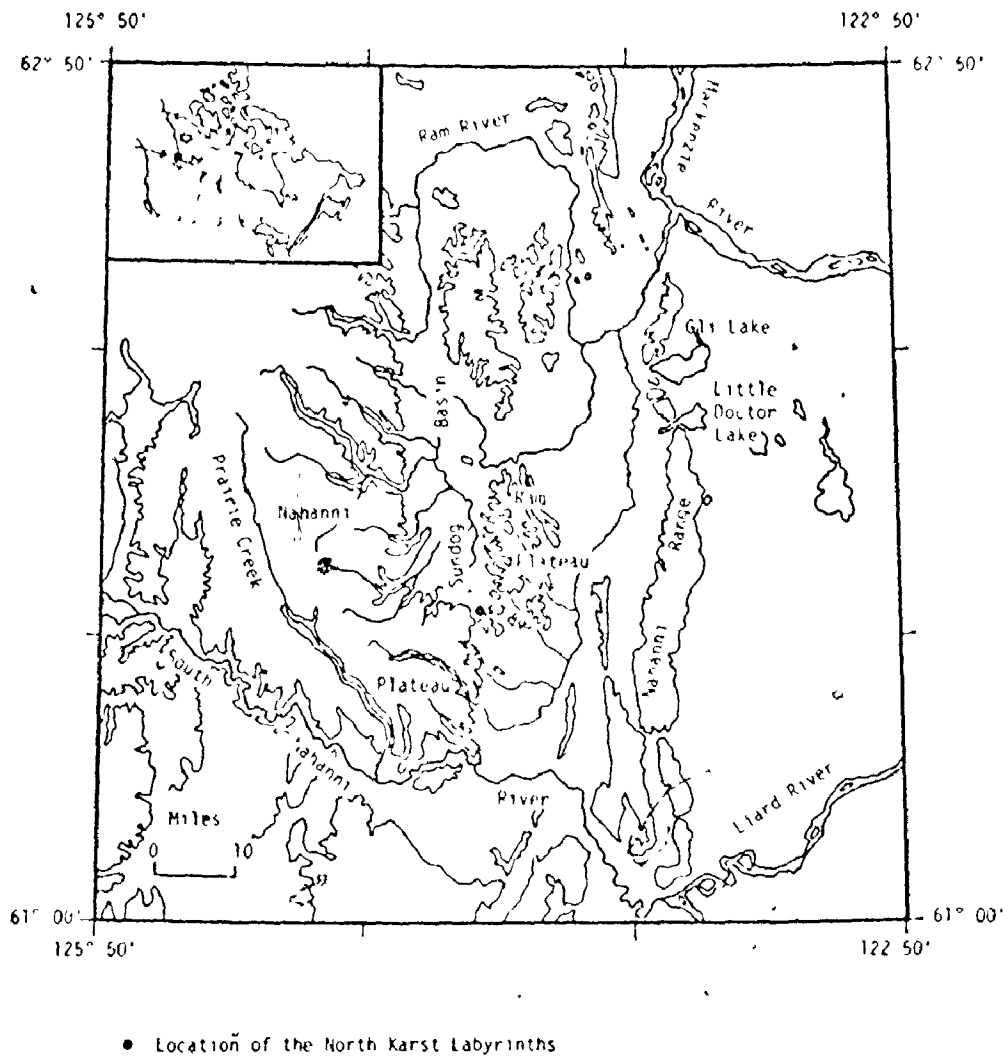 125° 50'
122° 50'
62° 50'
62° 50'
Ram River
Mackenzie
River
Gli Lake
Little
Doctor
Lake
Basin
Prairie Creek
Nahanni
Ram
Plateau
Sundog
Range
Nahanni
Plateau
South
Nahanni
River
Liard River
Miles
0 10
61° 00'
61° 00'
125° 50'
122° 50'
● Location of the North Karst Labyrinths